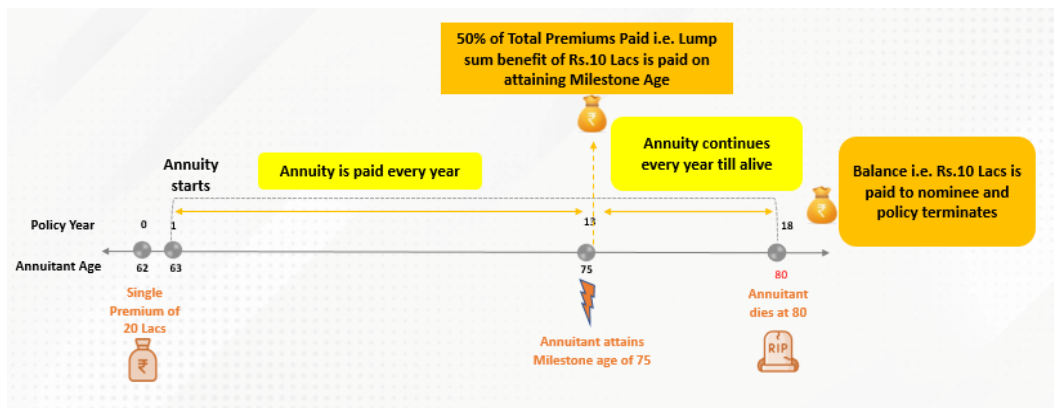 50% of Total Premiums Paid i.e. Lump
sum benefit of Rs.10 Lacs is paid on
attaining Milestone Age
₹
Annuity
starts
Annuity is paid every year
Annuity continues
every year till alive
Balance i.e. Rs.10 Lacs is
paid to nominee and
policy terminates
₹
Policy Year 0 1 13 18
Annuitant Age 62 63 75 80
Single
Premium of
20 Lacs
₹
Annuitant attains
Milestone age of 75
Annuitant
dies at 80
RIP